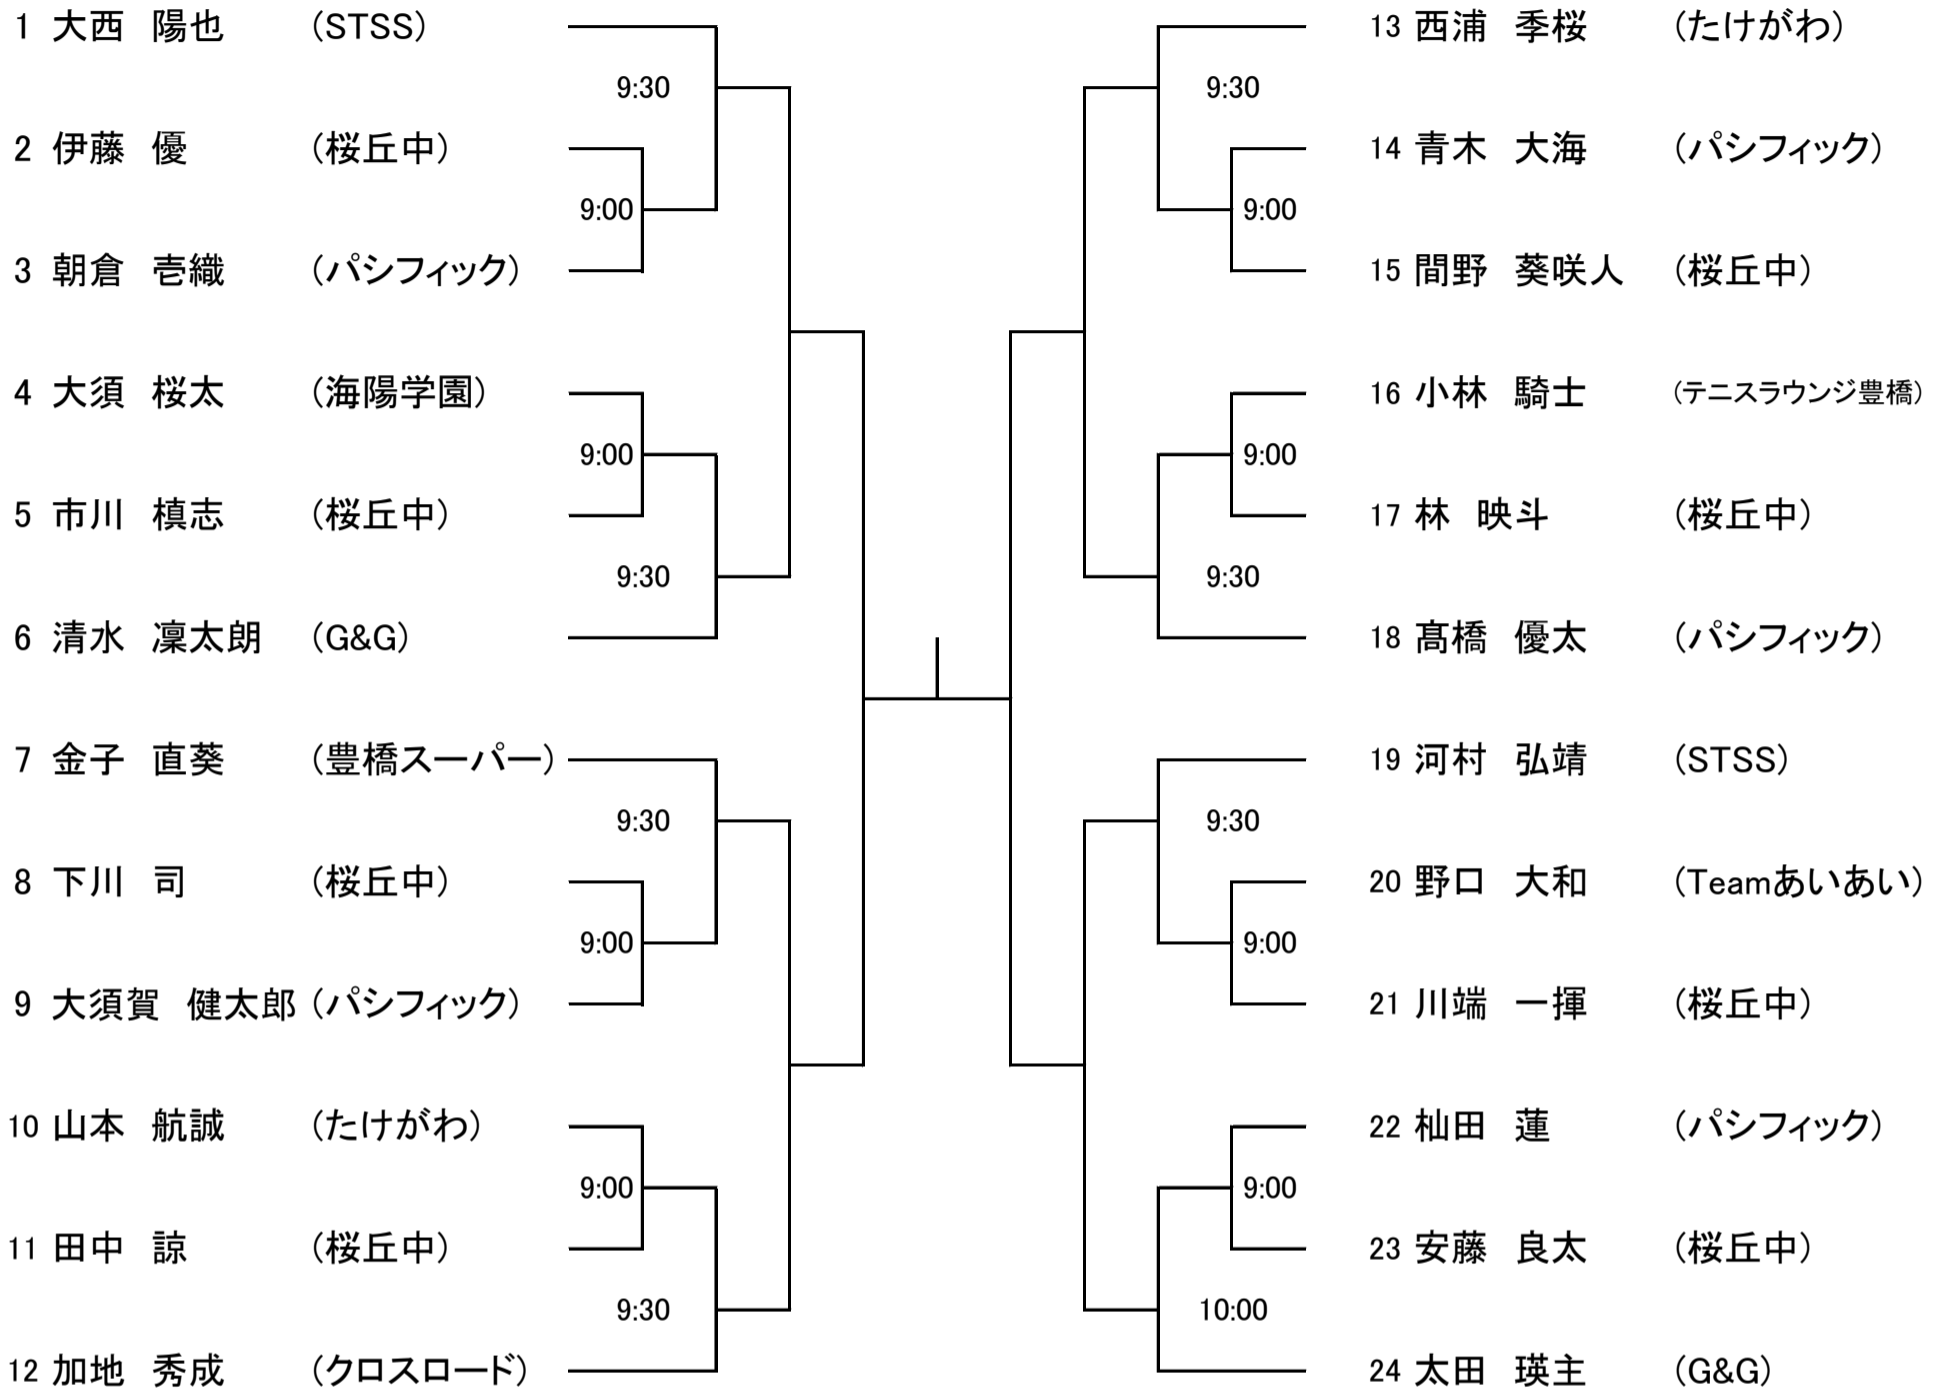 1 大西 陽也 (STSS)
9:30
2 伊藤 優 (桜丘中)
9:00
3 朝倉 壱織 (パシフィック)
4 大須 桜太 (海陽学園)
9:00
5 市川 槙志 (桜丘中)
9:30
6 清水 凜太朗 (G&G)
7 金子 直葵 (豊橋スーパー)
9:30
8 下川 司 (桜丘中)
9:00
9 大須賀 健太郎 (パシフィック)
10 山本 航誠 (たけがわ)
9:00
11 田中 諒 (桜丘中)
9:30
12 加地 秀成 (クロスロード)
13 西浦 季桜 (たけがわ)
9:30
14 青木 大海 (パシフィック)
9:00
15 間野 葵咲人 (桜丘中)
16 小林 騎士 (テニスラウンジ豊橋)
9:00
17 林 映斗 (桜丘中)
9:30
18 髙橋 優太 (パシフィック)
19 河村 弘靖 (STSS)
9:30
20 野口 大和 (Teamあいあい)
9:00
21 川端 一揮 (桜丘中)
22 杣田 蓮 (パシフィック)
9:00
23 安藤 良太 (桜丘中)
10:00
24 太田 瑛主 (G&G)